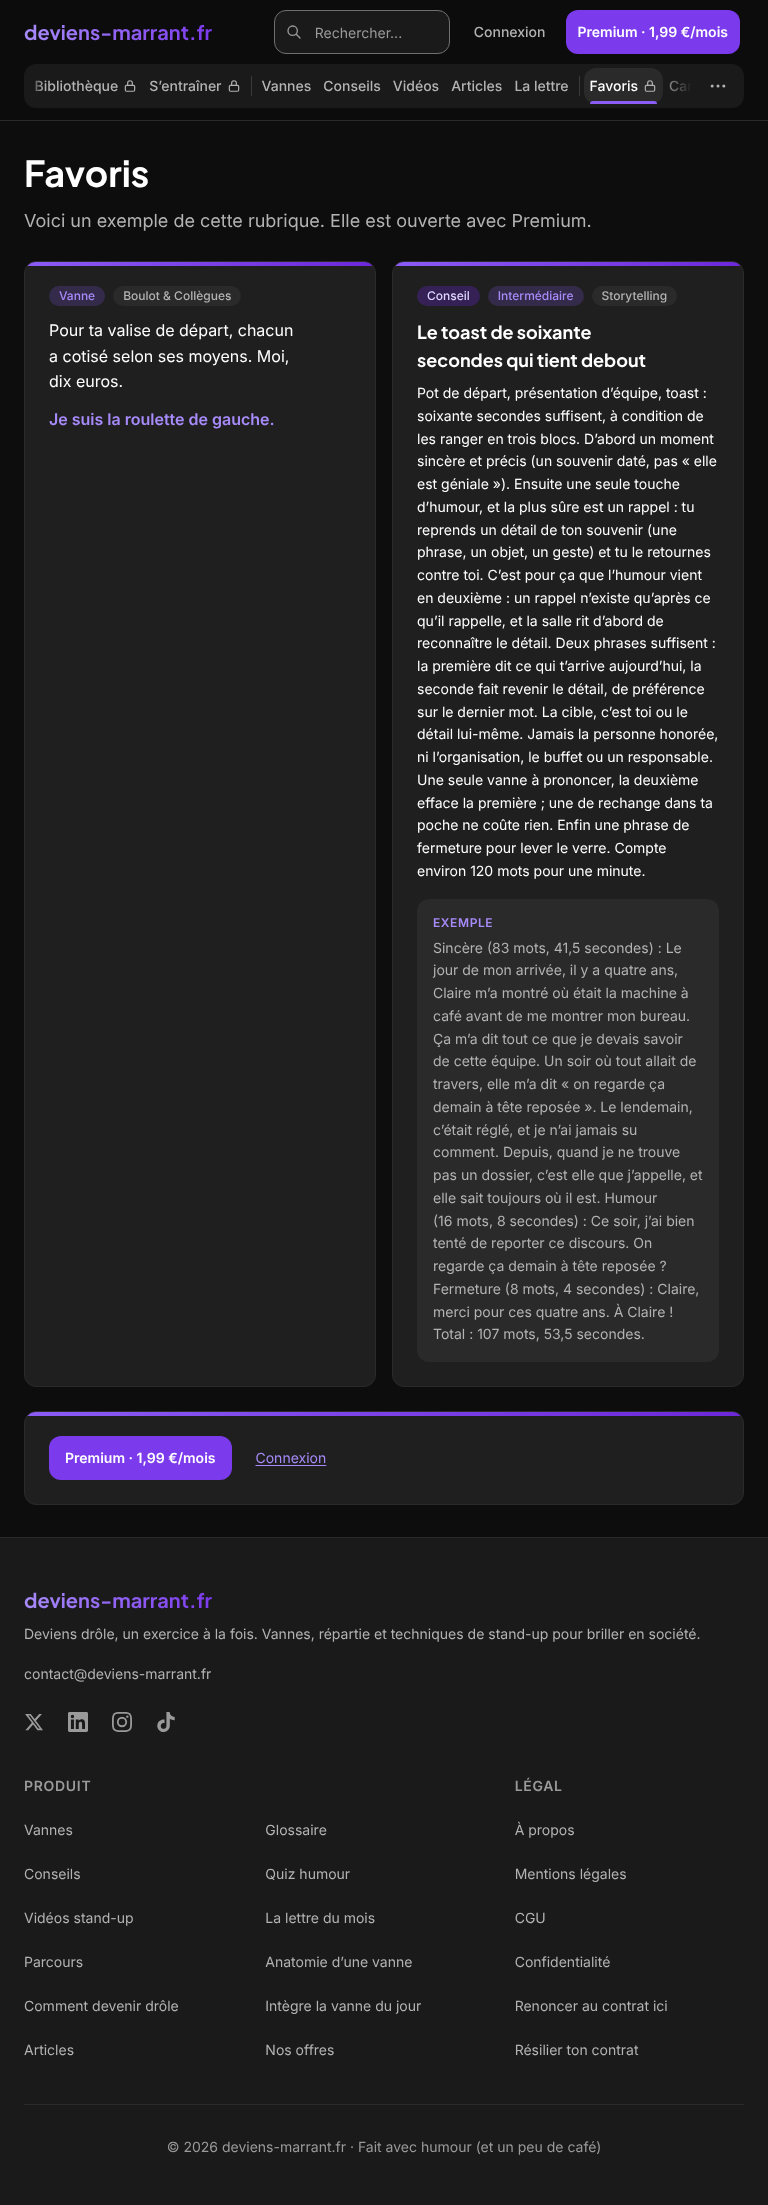 deviens-marrant.fr
Rechercher...
Connexion
Premium · 1,99 €/mois
Bibliothèque
S’entraîner
Vannes
Conseils
Vidéos
Articles
La lettre
Favoris
Favoris
Voici un exemple de cette rubrique. Elle est ouverte avec Premium.
Vanne
Boulot & Collègues
Pour ta valise de départ, chacun
a cotisé selon ses moyens. Moi,
dix euros.
Je suis la roulette de gauche.
Conseil
Intermédiaire
Storytelling
Le toast de soixante
secondes qui tient debout
Pot de départ, présentation d’équipe, toast :
soixante secondes suffisent, à condition de
les ranger en trois blocs. D’abord un moment
sincère et précis (un souvenir daté, pas « elle
est géniale »). Ensuite une seule touche
d’humour, et la plus sûre est un rappel : tu
reprends un détail de ton souvenir (une
phrase, un objet, un geste) et tu le retournes
contre toi. C’est pour ça que l’humour vient
en deuxième : un rappel n’existe qu’après ce
qu’il rappelle, et la salle rit d’abord de
reconnaître le détail. Deux phrases suffisent :
la première dit ce qui t’arrive aujourd’hui, la
seconde fait revenir le détail, de préférence
sur le dernier mot. La cible, c’est toi ou le
détail lui-même. Jamais la personne honorée,
ni l’organisation, le buffet ou un responsable.
Une seule vanne à prononcer, la deuxième
efface la première ; une de rechange dans ta
poche ne coûte rien. Enfin une phrase de
fermeture pour lever le verre. Compte
environ 120 mots pour une minute.
EXEMPLE
Sincère (83 mots, 41,5 secondes) : Le
jour de mon arrivée, il y a quatre ans,
Claire m’a montré où était la machine à
café avant de me montrer mon bureau.
Ça m’a dit tout ce que je devais savoir
de cette équipe. Un soir où tout allait de
travers, elle m’a dit « on regarde ça
demain à tête reposée ». Le lendemain,
c’était réglé, et je n’ai jamais su
comment. Depuis, quand je ne trouve
pas un dossier, c’est elle que j’appelle, et
elle sait toujours où il est. Humour
(16 mots, 8 secondes) : Ce soir, j’ai bien
tenté de reporter ce discours. On
regarde ça demain à tête reposée ?
Fermeture (8 mots, 4 secondes) : Claire,
merci pour ces quatre ans. À Claire !
Total : 107 mots, 53,5 secondes.
Premium · 1,99 €/mois
Connexion
deviens-marrant.fr
Deviens drôle, un exercice à la fois. Vannes, répartie et techniques de stand-up pour briller en société.
contact@deviens-marrant.fr
PRODUIT
Vannes
Conseils
Vidéos stand-up
Parcours
Comment devenir drôle
Articles
Glossaire
Quiz humour
La lettre du mois
Anatomie d’une vanne
Intègre la vanne du jour
Nos offres
LÉGAL
À propos
Mentions légales
CGU
Confidentialité
Renoncer au contrat ici
Résilier ton contrat
© 2026 deviens-marrant.fr · Fait avec humour (et un peu de café)